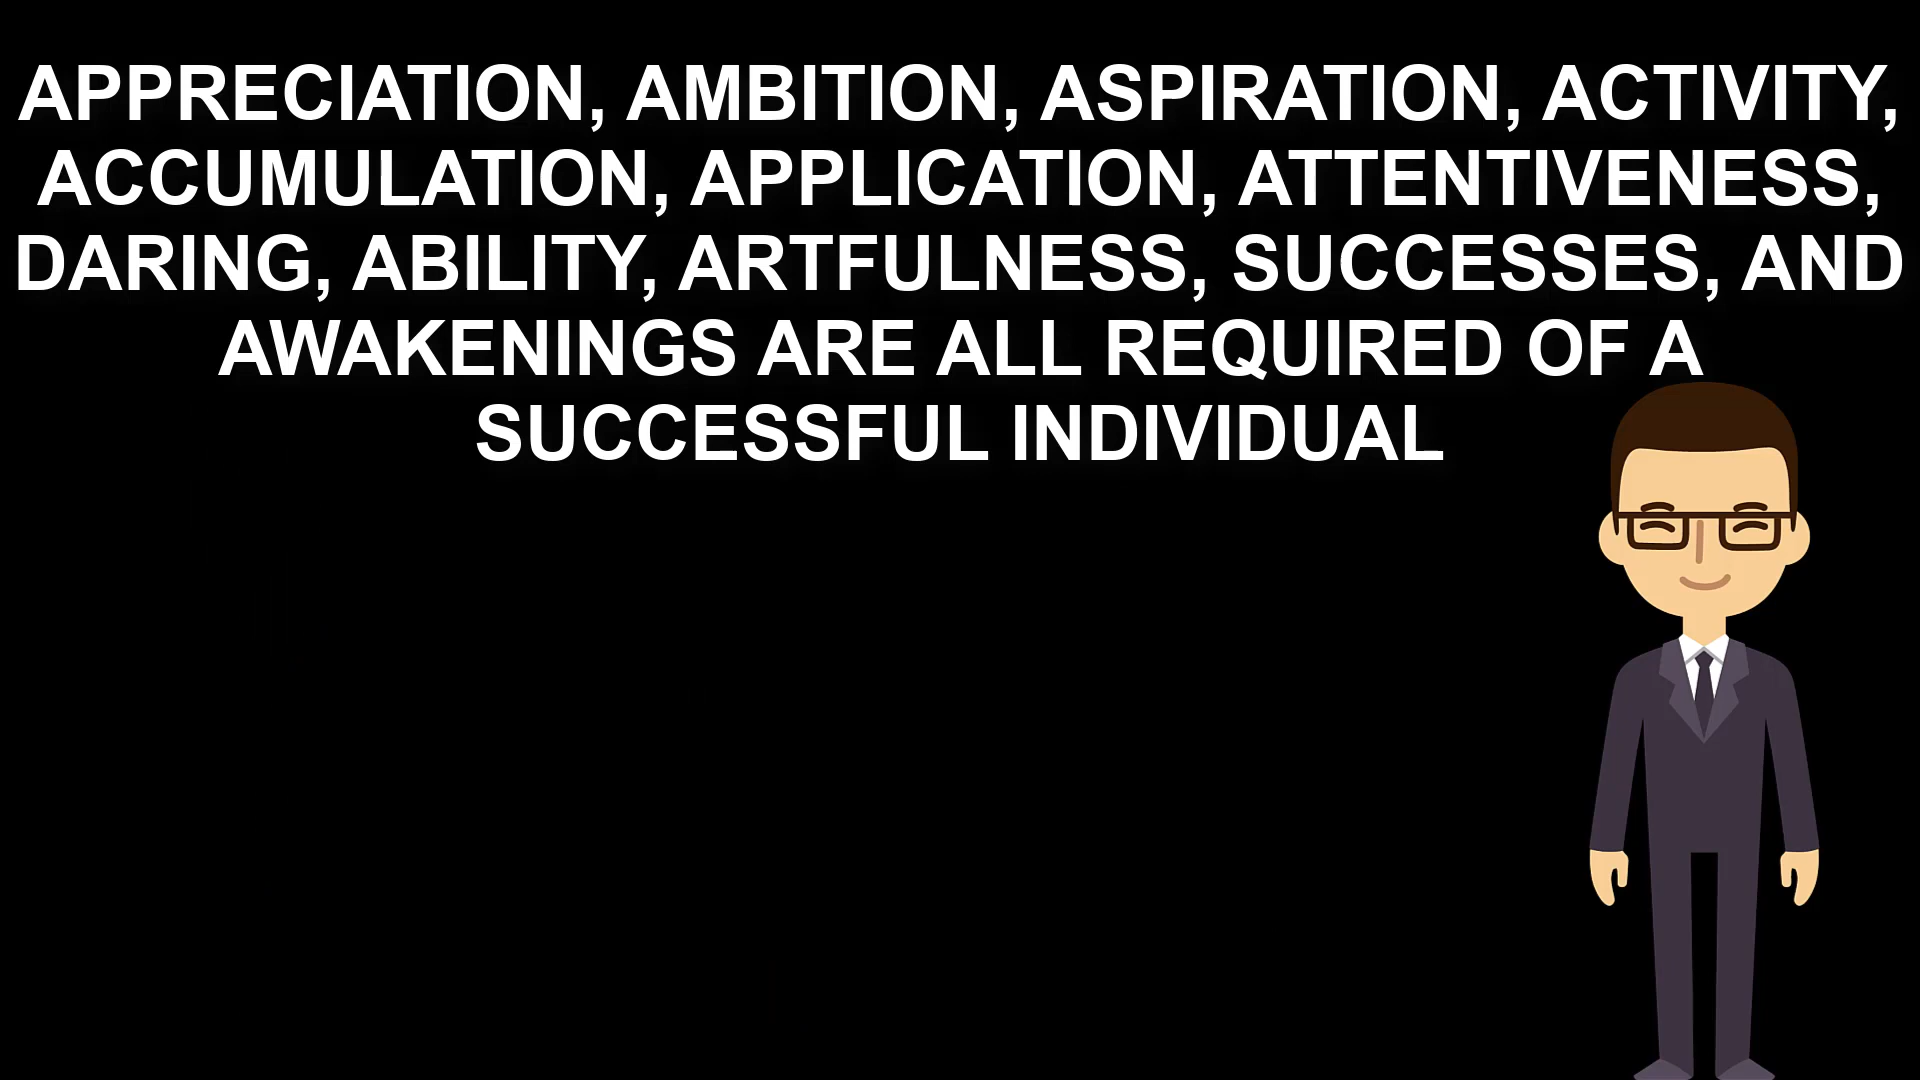 APPRECIATION, AMBITION, ASPIRATION, ACTIVITY,
ACCUMULATION, APPLICATION, ATTENTIVENESS,
DARING, ABILITY, ARTFULNESS, SUCCESSES, AND
AWAKENINGS ARE ALL REQUIRED OF A
SUCCESSFUL INDIVIDUAL